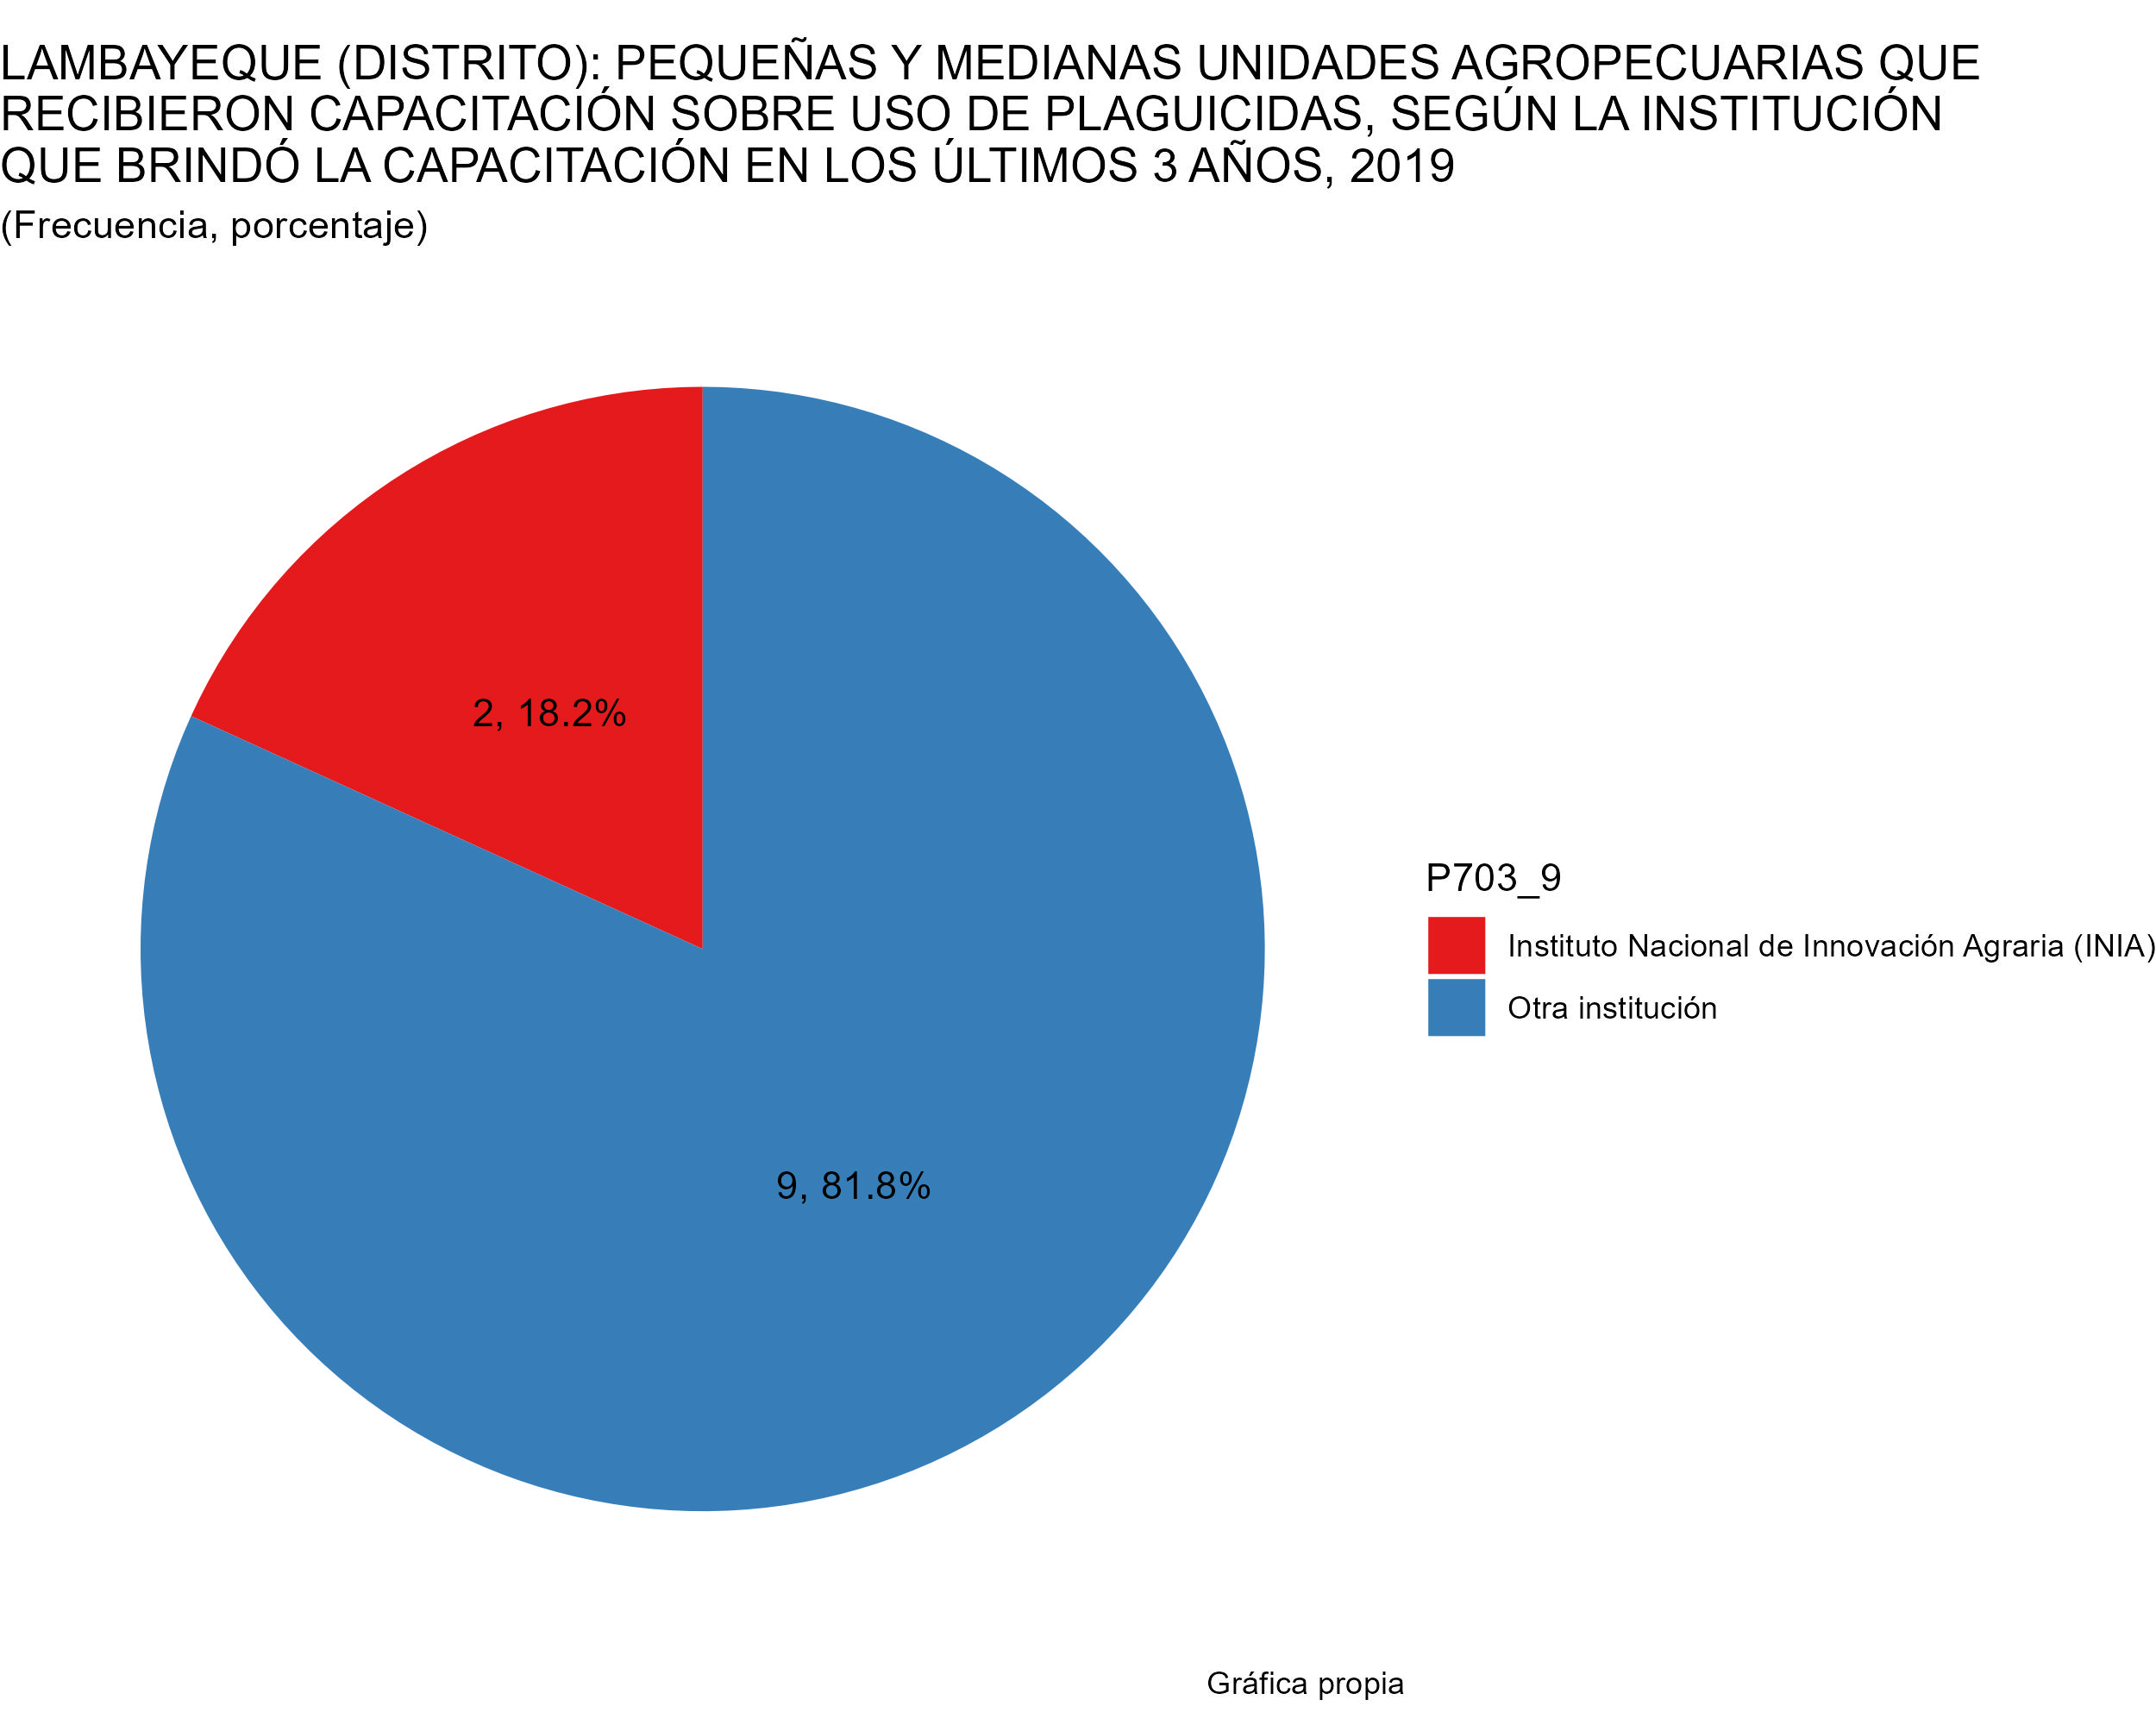 LAMBAYEQUE (DISTRITO): PEQUEÑAS Y MEDIANAS UNIDADES AGROPECUARIAS QUE
RECIBIERON CAPACITACIÓN SOBRE USO DE PLAGUICIDAS, SEGÚN LA INSTITUCIÓN
QUE BRINDÓ LA CAPACITACIÓN EN LOS ÚLTIMOS 3 AÑOS, 2019
(Frecuencia, porcentaje)
2, 18.2%
9, 81.8%
P703_9
Instituto Nacional de Innovación Agraria (INIA)
Otra institución
Gráfica propia